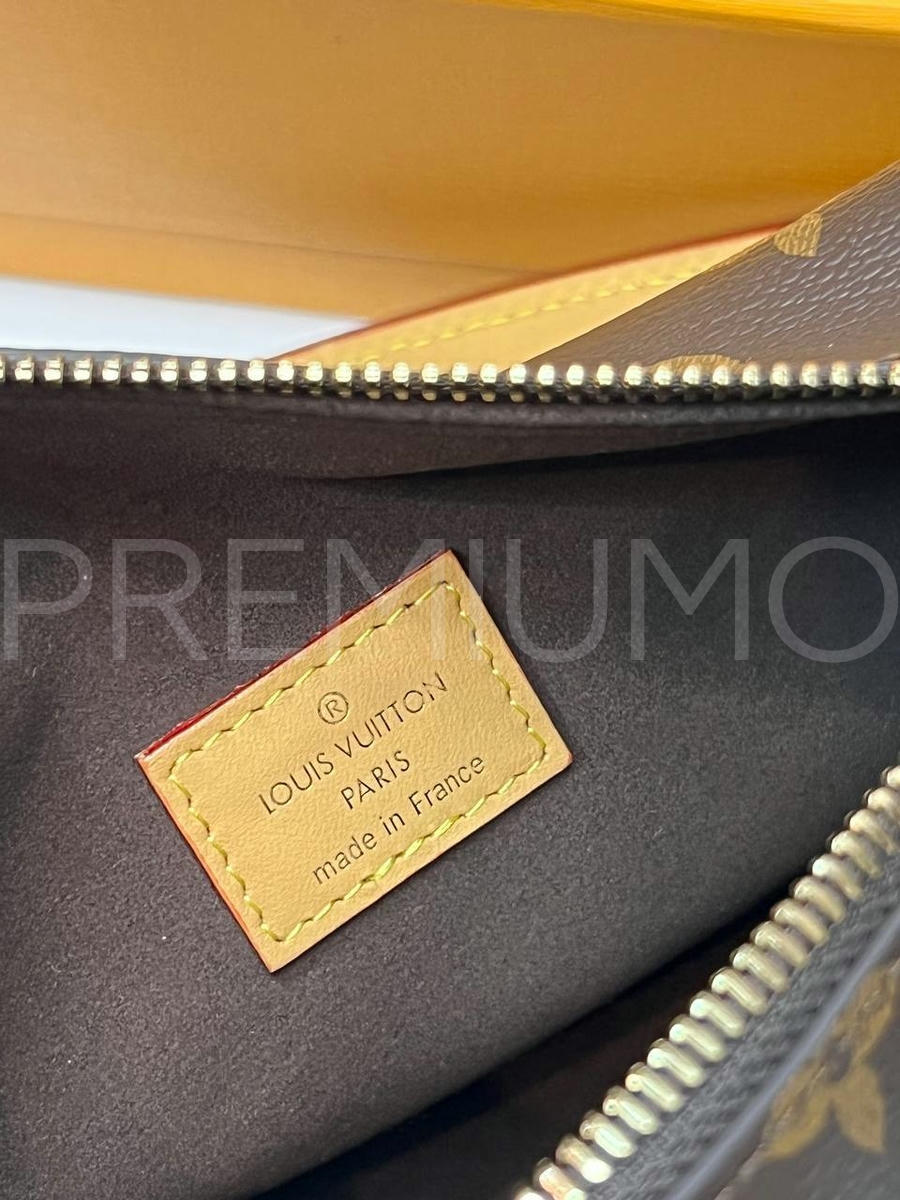 PREMIUMO
®
LOUIS VUITTON
PARIS
made in France